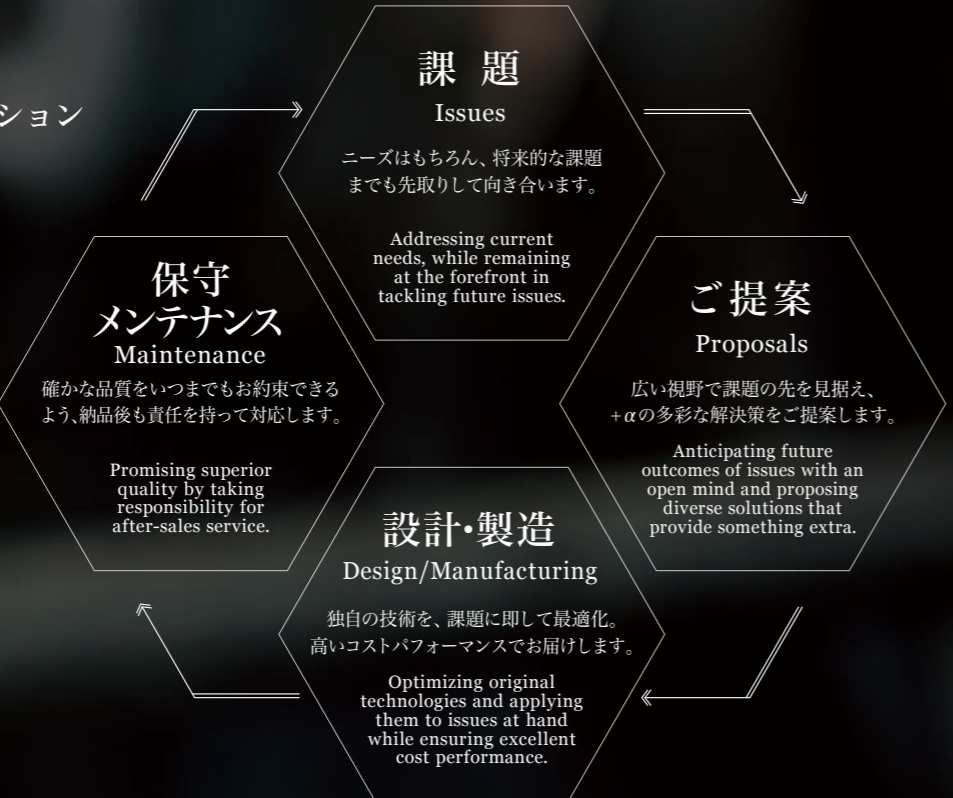 ション
課 題
Issues
ニーズはもちろん、将来的な課題
までも先取りして向き合います。
Addressing current
needs, while remaining
at the forefront in
tackling future issues.
ご提案
Proposals
広い視野で課題の先を見据え、
+αの多彩な解決策をご提案します。
Anticipating future
outcomes of issues with an
open mind and proposing
diverse solutions that
provide something extra.
設計・製造
Design/Manufacturing
独自の技術を、課題に即して最適化。
高いコストパフォーマンスでお届けします。
Optimizing original
technologies and applying
them to issues at hand
while ensuring excellent
cost performance.
保守
メンテナンス
Maintenance
確かな品質をいつまでもお約束できる
よう、納品後も責任を持って対応します。
Promising superior
quality by taking
responsibility for
after-sales service.